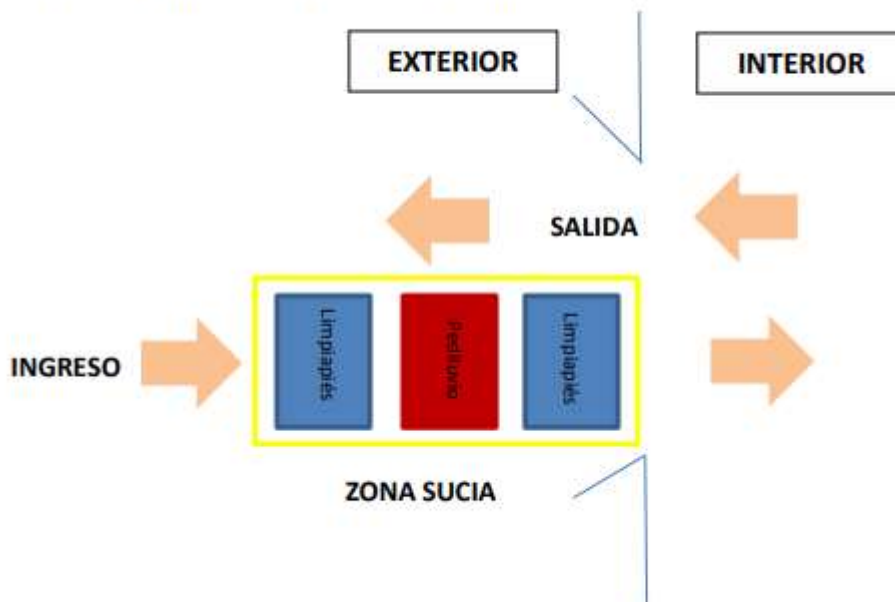 EXTERIOR
INTERIOR
SALIDA
INGRESO
Limpiapiés
Pediluvio
Limpiapiés
ZONA SUCIA